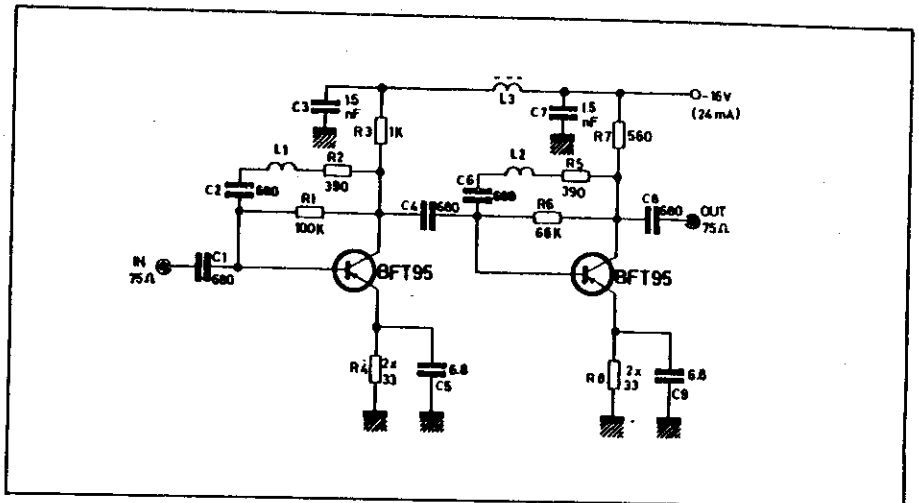 C3
15
nF
R3
1K
L3
C7
15
nF
R7
560
-16V
(24mA)
L1
R2
390
C2
680
R1
100K
C4
680
L2
R5
390
C6
680
R6
68K
C8
680
OUT
75Ω
IN
75Ω
C1
680
BFT95
BFT95
R4
2x
33
6.8
C5
R8
2x
33
6.8
C9